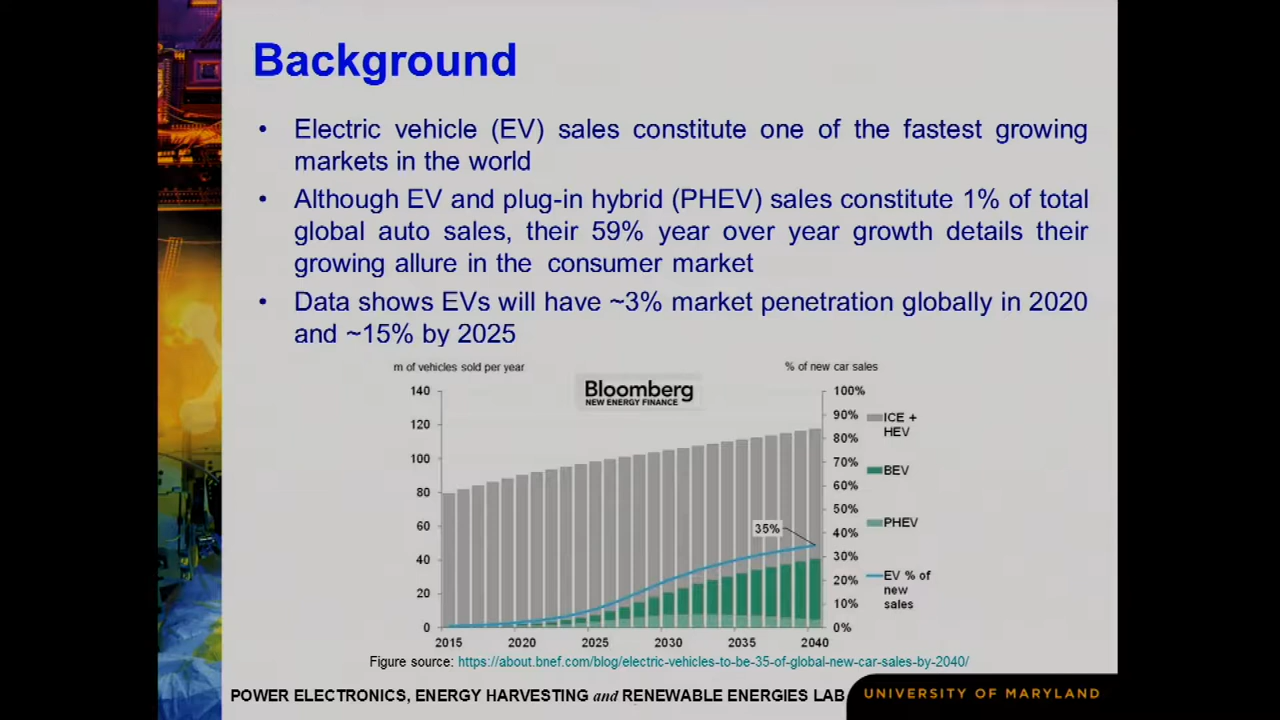 Background
• Electric vehicle (EV) sales constitute one of the fastest growing
markets in the world
• Although EV and plug-in hybrid (PHEV) sales constitute 1% of total
global auto sales, their 59% year over year growth details their
growing allure in the consumer market
• Data shows EVs will have ~3% market penetration globally in 2020
and ~15% by 2025
m of vehicles sold per year
% of new car sales
Bloomberg
NEW ENERGY FINANCE
140
120
100
80
60
40
20
0
100%
90%
80%
70%
60%
50%
40%
30%
20%
10%
0%
35%
ICE +
HEV
BEV
PHEV
EV % of
new
sales
2015 2020 2025 2030 2035 2040
Figure source: https://about.bnef.com/blog/electric-vehicles-to-be-35-of-global-new-car-sales-by-2040/
POWER ELECTRONICS, ENERGY HARVESTING and RENEWABLE ENERGIES LAB
UNIVERSITY OF MARYLAND